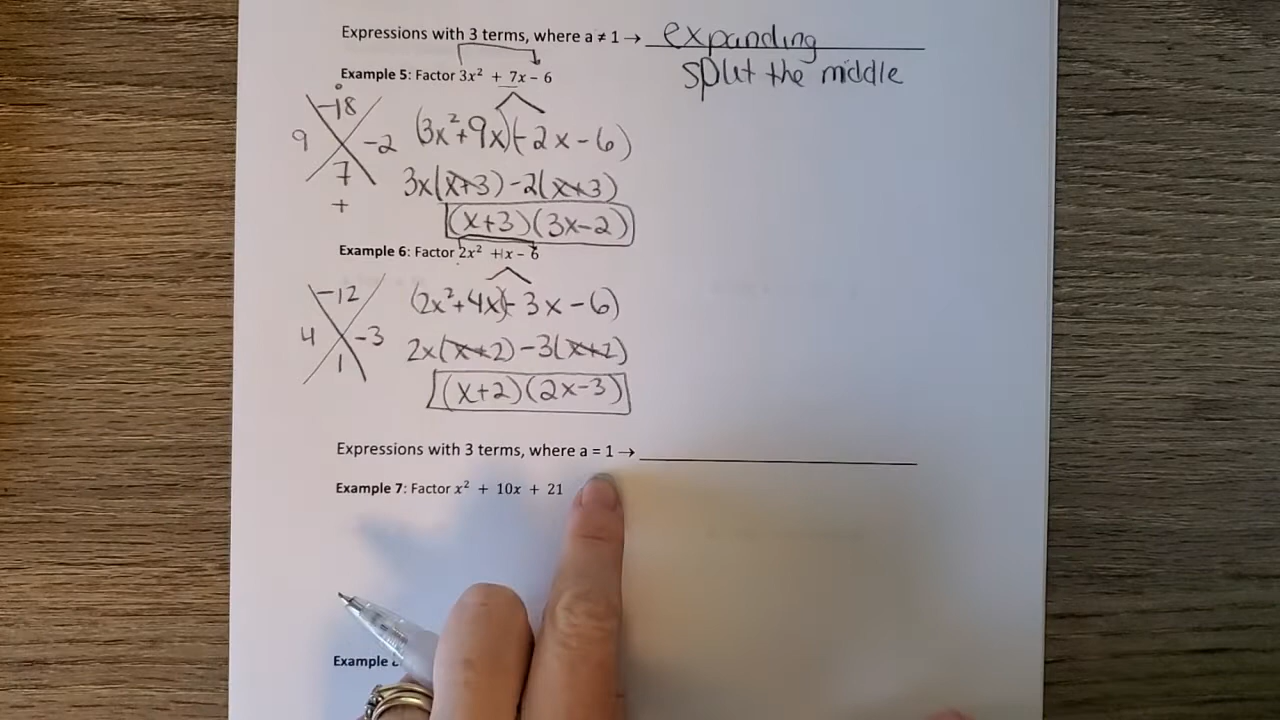 Expressions with 3 terms, where a ≠ 1 → expanding
split the middle
Example 5: Factor 3x² + 7x − 6
-18
9 -2
7
+
(3x²+9x)(-2x-6)
3x(x+3)-2(x+3)
(x+3)(3x-2)
Example 6: Factor 2x² +1x − 6
-12
4 -3
1
(2x²+4x)(-3x-6)
2x(x+2)-3(x+2)
(x+2)(2x-3)
Expressions with 3 terms, where a = 1 →
Example 7: Factor x² + 10x + 21
Example